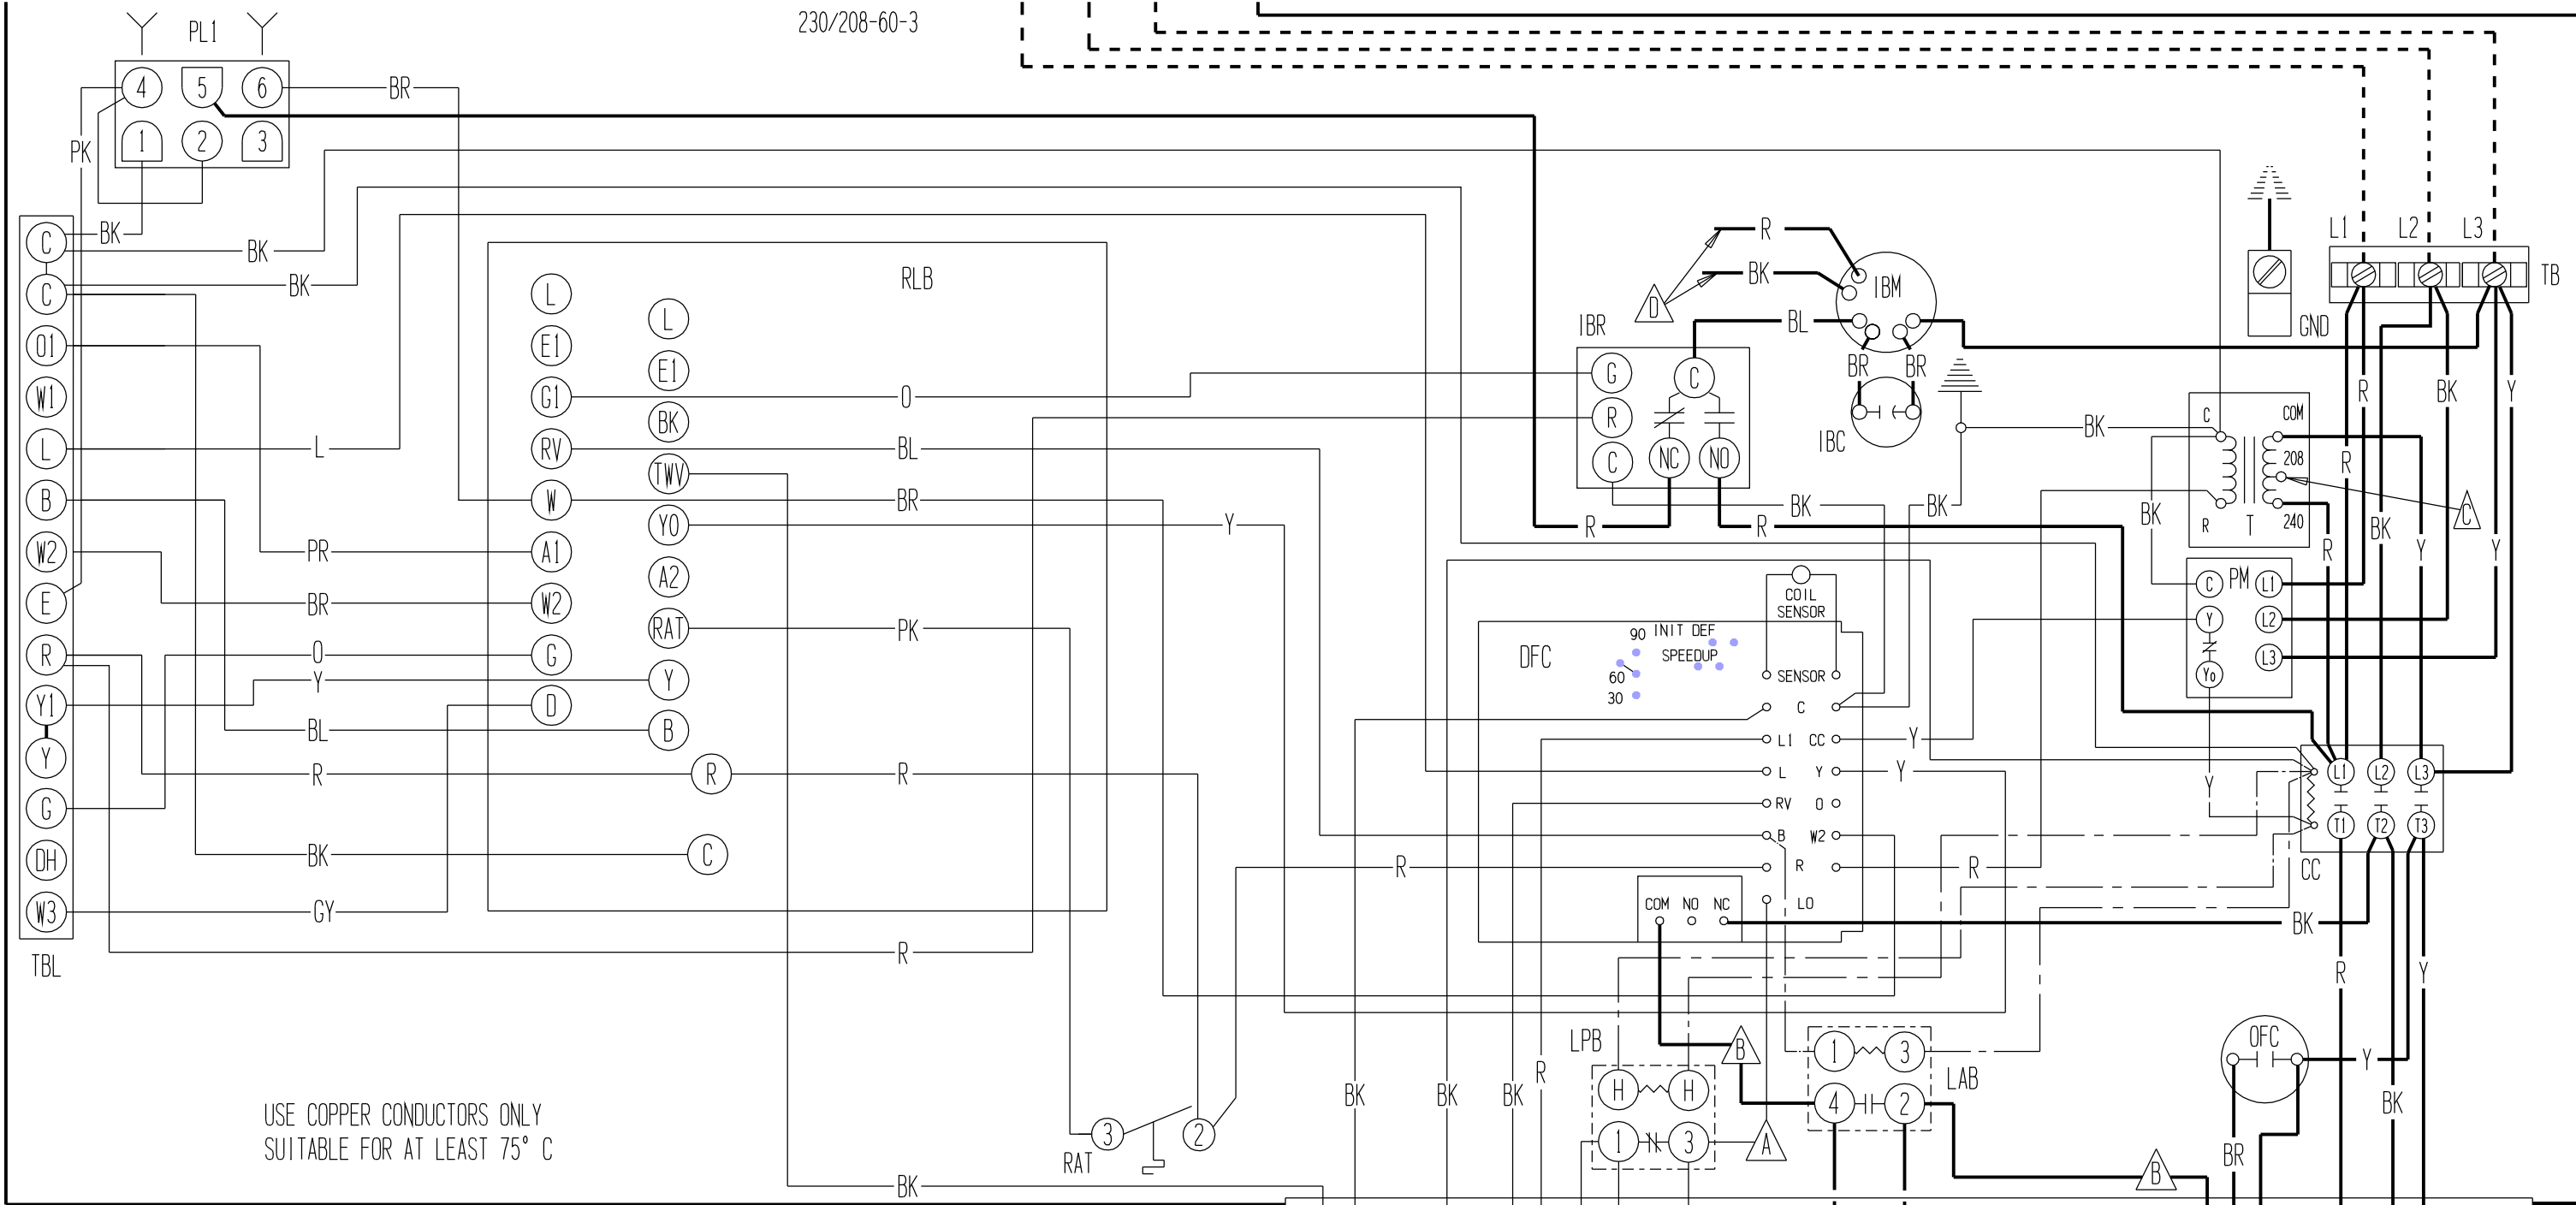 230/208-60-3
PL1
4 5 6
BR
1 2 3
PK
BK
BK
BK
C
C
O1
W1
L
B
W2
E
R
Y1
Y
G
DH
W3
TBL
L
PR
BR
O
Y
BL
R
BK
GY
RLB
L
E1
G1
RV
W
A1
W2
G
D
L
E1
BK
TWV
Y0
A2
RAT
Y
B
R
C
O
BL
BR
Y
PK
R
R
BK
R
RAT
3 2
USE COPPER CONDUCTORS ONLY
SUITABLE FOR AT LEAST 75° C
IBR
G
R
C
C
NC NO
R
R
BK
BK
D
R
BK
BL
IBM
BR BR
IBC
BK
GND
L1 L2 L3
TB
R BK Y
C COM
208
240
R T
C
R
BK
R
BK
Y
Y
C PM L1
Y L2
Y0 L3
Y
L1 L2 L3
T1 T2 T3
CC
BK
R
Y
DFC
90 INIT DEF
SPEEDUP
60
30
COIL
SENSOR
SENSOR
C
L1 CC
L Y
RV O
B W2
R
LO
COM NO NC
Y
Y
R
BK
BK
BK
R
LPB
H H
1 3
A
B
1 3
4 2
LAB
B
OFC
Y
BR
BK